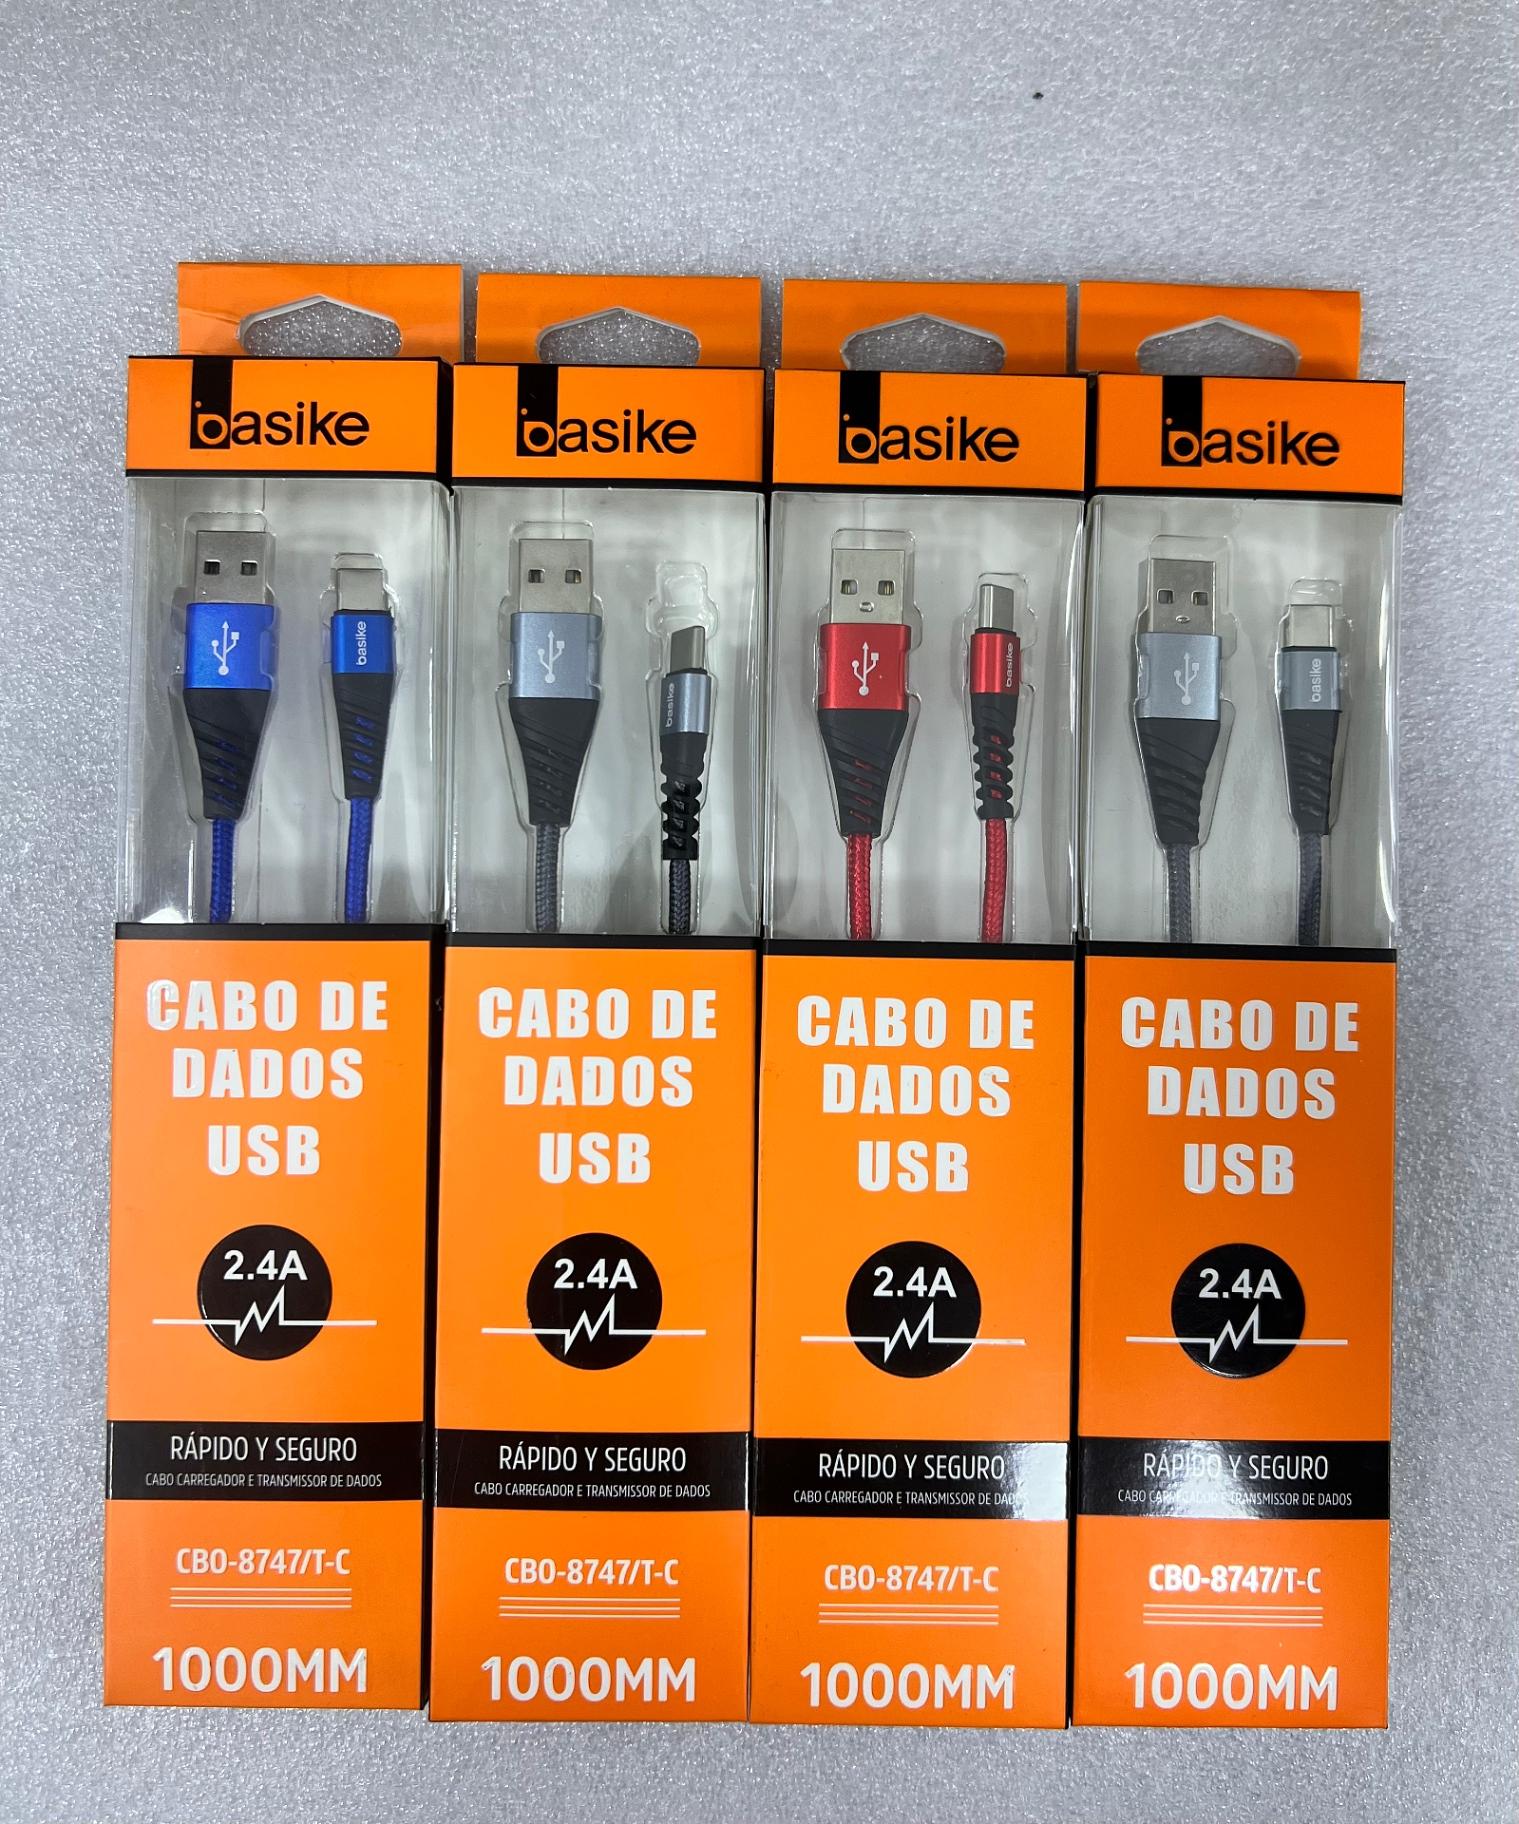 basike
basike
CABO DE
DADOS
USB
2.4A
RÁPIDO Y SEGURO
CABO CARREGADOR E TRANSMISSOR DE DADOS
CBO-8747/T-C
1000MM
basike
basike
CABO DE
DADOS
USB
2.4A
RÁPIDO Y SEGURO
CABO CARREGADOR E TRANSMISSOR DE DADOS
CBO-8747/T-C
1000MM
basike
basike
CABO DE
DADOS
USB
2.4A
RÁPIDO Y SEGURO
CABO CARREGADOR E TRANSMISSOR DE DADOS
CBO-8747/T-C
1000MM
basike
basike
CABO DE
DADOS
USB
2.4A
RÁPIDO Y SEGURO
CABO CARREGADOR E TRANSMISSOR DE DADOS
CBO-8747/T-C
1000MM